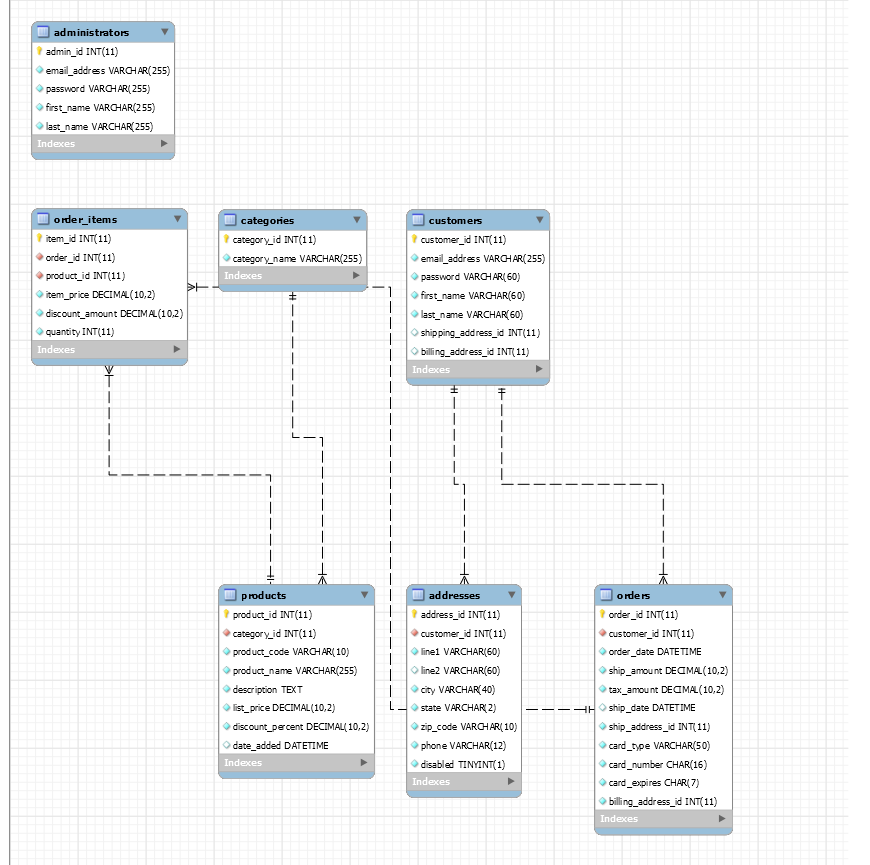 administrators
admin_id INT(11)
email_address VARCHAR(255)
password VARCHAR(255)
first_name VARCHAR(255)
last_name VARCHAR(255)
Indexes
order_items
item_id INT(11)
order_id INT(11)
product_id INT(11)
item_price DECIMAL(10,2)
discount_amount DECIMAL(10,2)
quantity INT(11)
Indexes
categories
category_id INT(11)
category_name VARCHAR(255)
Indexes
customers
customer_id INT(11)
email_address VARCHAR(255)
password VARCHAR(60)
first_name VARCHAR(60)
last_name VARCHAR(60)
shipping_address_id INT(11)
billing_address_id INT(11)
Indexes
products
product_id INT(11)
category_id INT(11)
product_code VARCHAR(10)
product_name VARCHAR(255)
description TEXT
list_price DECIMAL(10,2)
discount_percent DECIMAL(10,2)
date_added DATETIME
Indexes
addresses
address_id INT(11)
customer_id INT(11)
line1 VARCHAR(60)
line2 VARCHAR(60)
city VARCHAR(40)
state VARCHAR(2)
zip_code VARCHAR(10)
phone VARCHAR(12)
disabled TINYINT(1)
Indexes
orders
order_id INT(11)
customer_id INT(11)
order_date DATETIME
ship_amount DECIMAL(10,2)
tax_amount DECIMAL(10,2)
ship_date DATETIME
ship_address_id INT(11)
card_type VARCHAR(50)
card_number CHAR(16)
card_expires CHAR(7)
billing_address_id INT(11)
Indexes